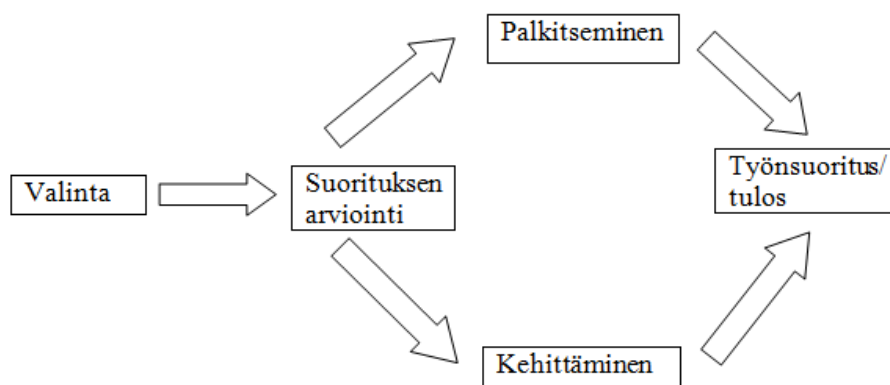 Palkitseminen
Valinta
Suorituksen
arviointi
Työnsuoritus/
tulos
Kehittäminen